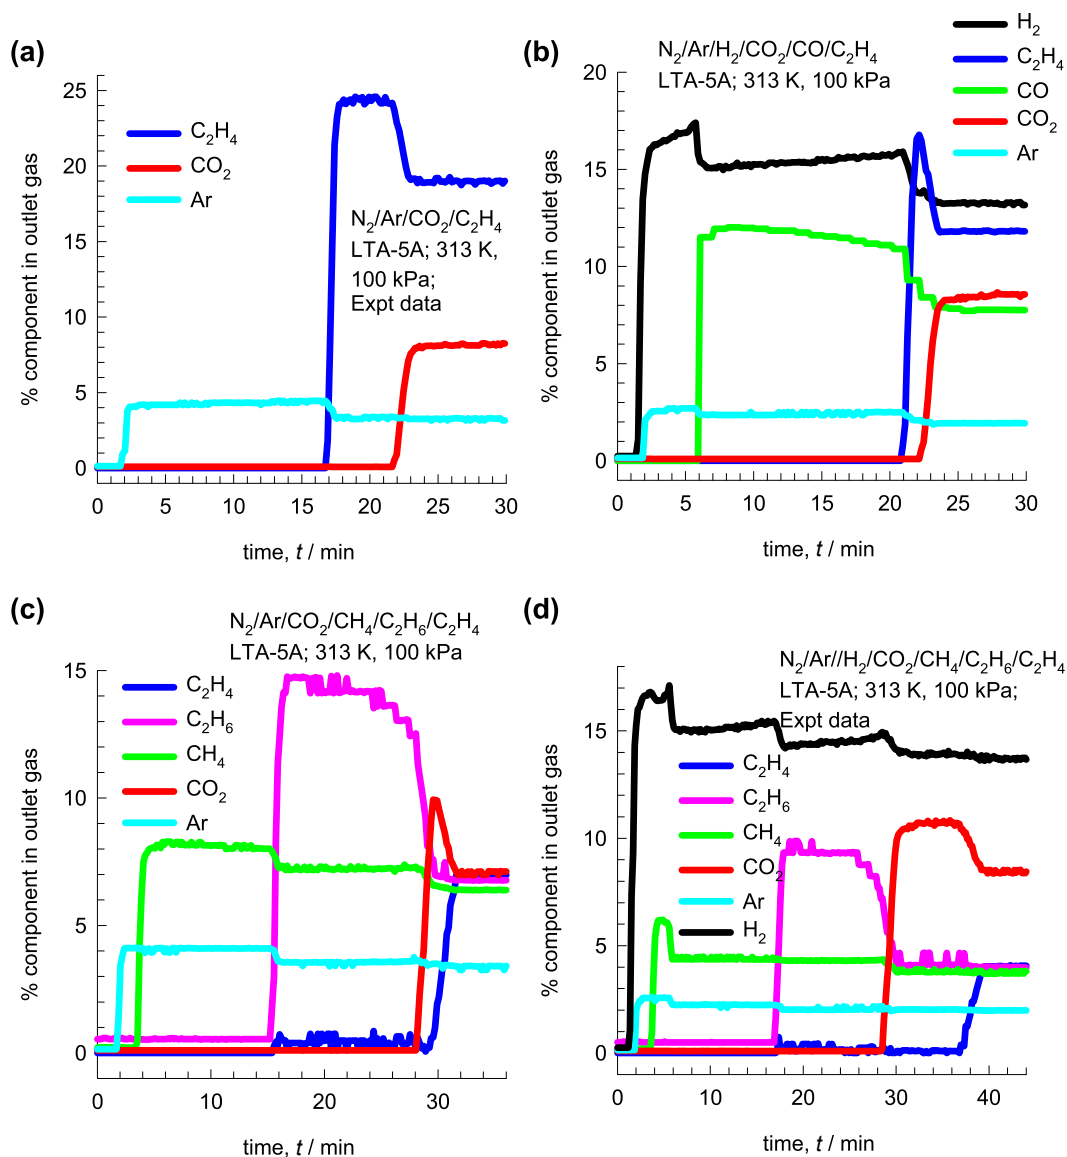 (a)
25
20
15
10
5
0
% component in outlet gas
C₂H₄
CO₂
Ar
N₂/Ar/CO₂/C₂H₄
LTA-5A; 313 K,
100 kPa;
Expt data
0 5 10 15 20 25 30
time, t / min
(b)
N₂/Ar/H₂/CO₂/CO/C₂H₄
LTA-5A; 313 K, 100 kPa
H₂
C₂H₄
CO
CO₂
Ar
20
15
10
5
0
% component in outlet gas
0 5 10 15 20 25 30
time, t / min
(c)
N₂/Ar/CO₂/CH₄/C₂H₆/C₂H₄
LTA-5A; 313 K, 100 kPa
15
10
5
0
% component in outlet gas
C₂H₄
C₂H₆
CH₄
CO₂
Ar
0 10 20 30
time, t / min
(d)
N₂/Ar//H₂/CO₂/CH₄/C₂H₆/C₂H₄
LTA-5A; 313 K, 100 kPa;
Expt data
15
10
5
0
% component in outlet gas
C₂H₄
C₂H₆
CH₄
CO₂
Ar
H₂
0 10 20 30 40
time, t / min